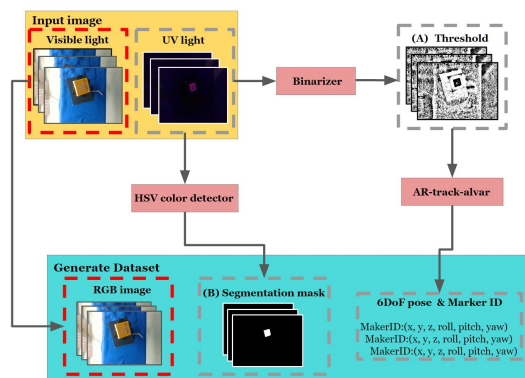 Input image
Visible light
UV light
Binarizer
(A) Threshold
HSV color detector
AR-track-alvar
Generate Dataset
RGB image
(B) Segmentation mask
6DoF pose & Marker ID
MakerID:(x, y, z, roll, pitch, yaw)
MakerID:(x, y, z, roll, pitch, yaw)
MakerID:(x, y, z, roll, pitch, yaw)